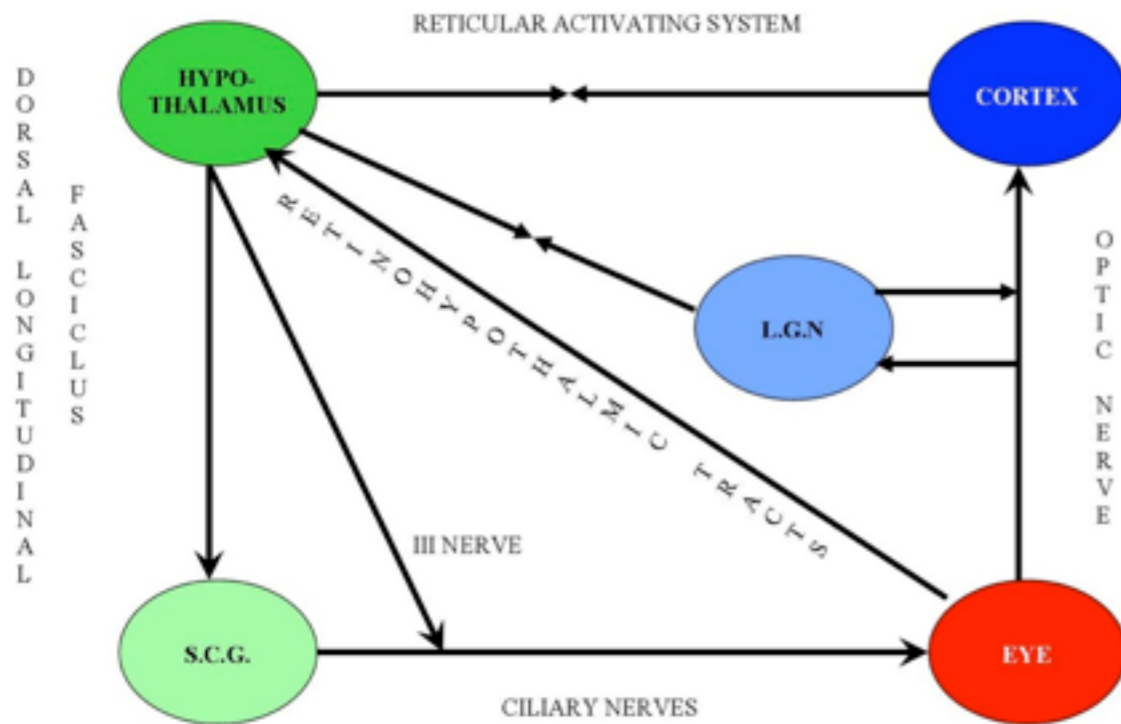 RETICULAR ACTIVATING SYSTEM
HYPO-
THALAMUS
CORTEX
DORSAL LONGITUDINAL
FASCICLUS
RETINOHYPOTHALMIC TRACTS
L.G.N
OPTIC NERVE
III NERVE
S.C.G.
EYE
CILIARY NERVES